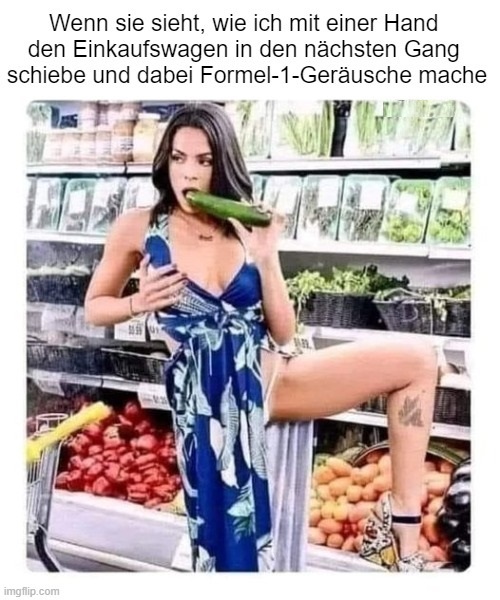 Wenn sie sieht, wie ich mit einer Hand
den Einkaufswagen in den nächsten Gang
schiebe und dabei Formel-1-Geräusche mache
imgflip.com